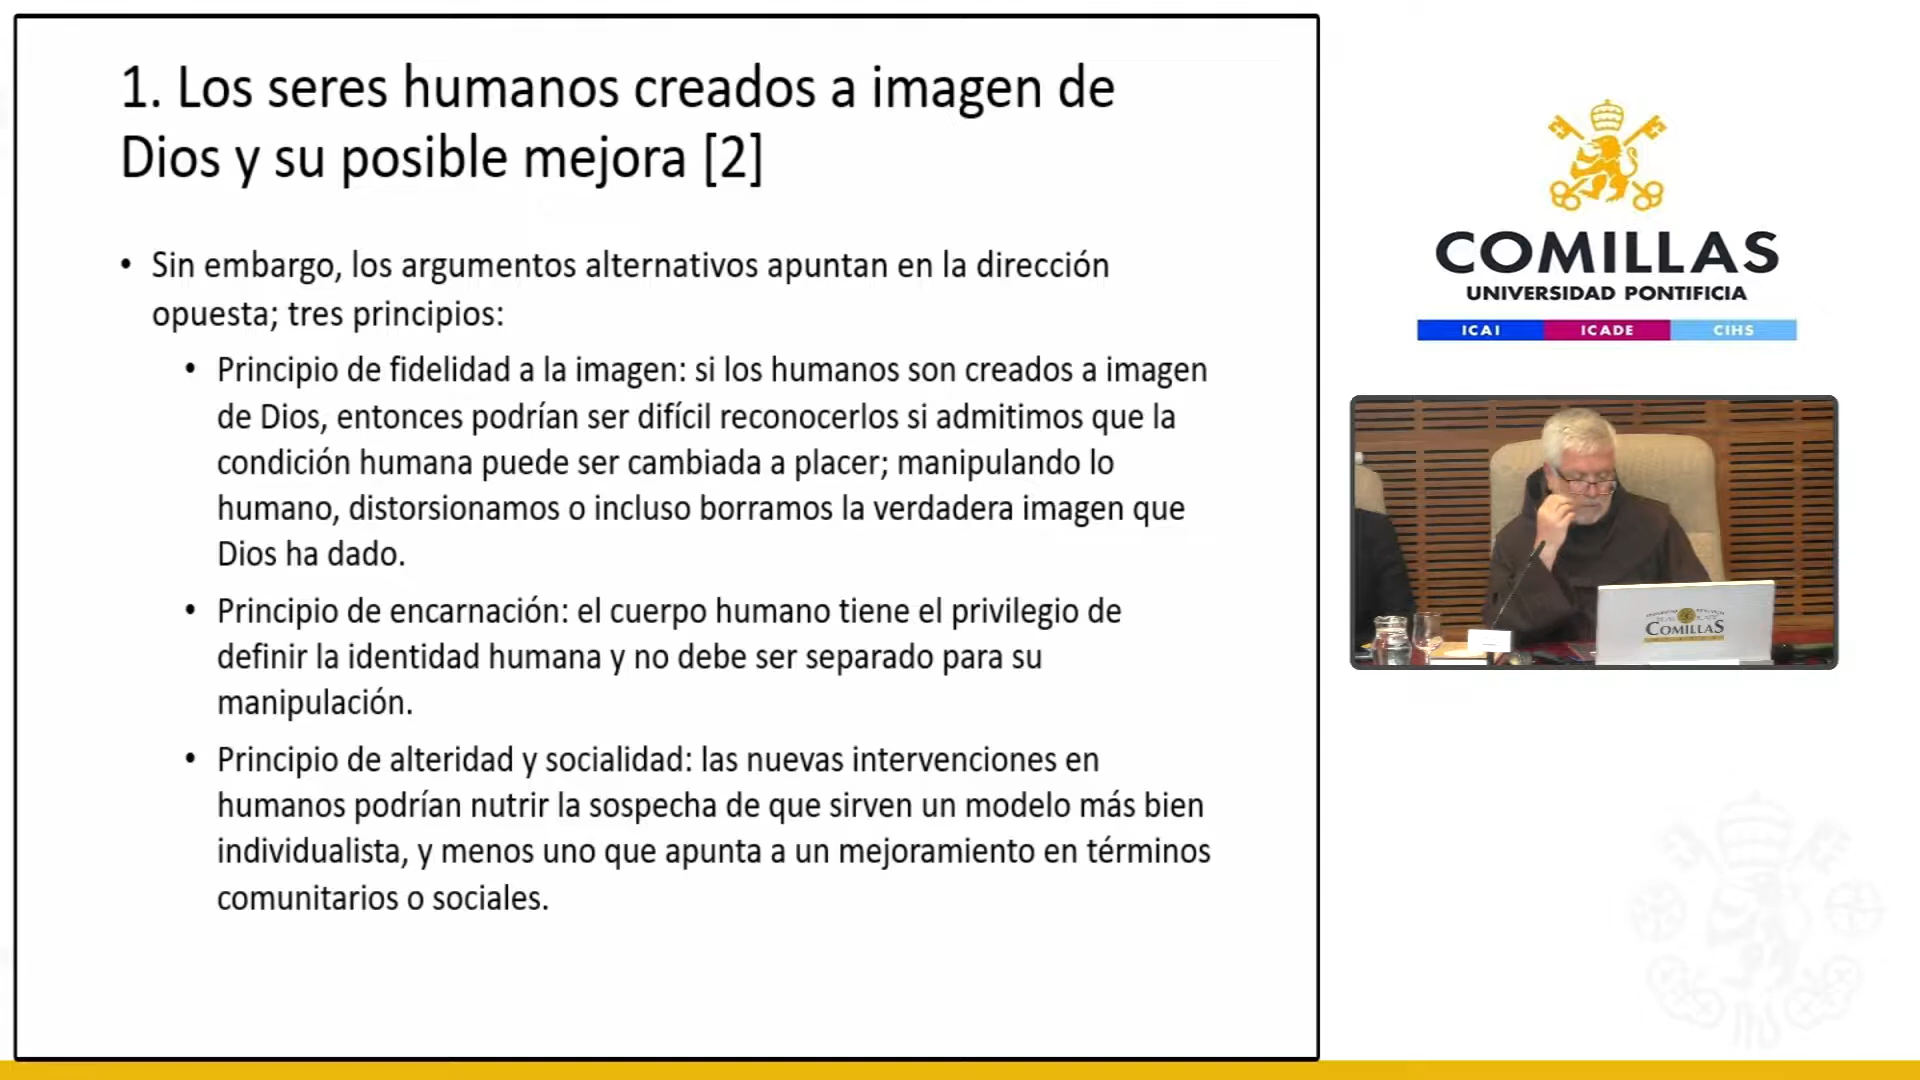 1. Los seres humanos creados a imagen de
Dios y su posible mejora [2]
• Sin embargo, los argumentos alternativos apuntan en la dirección
opuesta; tres principios:
• Principio de fidelidad a la imagen: si los humanos son creados a imagen
de Dios, entonces podrían ser difícil reconocerlos si admitimos que la
condición humana puede ser cambiada a placer; manipulando lo
humano, distorsionamos o incluso borramos la verdadera imagen que
Dios ha dado.
• Principio de encarnación: el cuerpo humano tiene el privilegio de
definir la identidad humana y no debe ser separado para su
manipulación.
• Principio de alteridad y socialidad: las nuevas intervenciones en
humanos podrían nutrir la sospecha de que sirven un modelo más bien
individualista, y menos uno que apunta a un mejoramiento en términos
comunitarios o sociales.
COMILLAS
UNIVERSIDAD PONTIFICIA
ICAI ICADE CIHS
COMILLAS